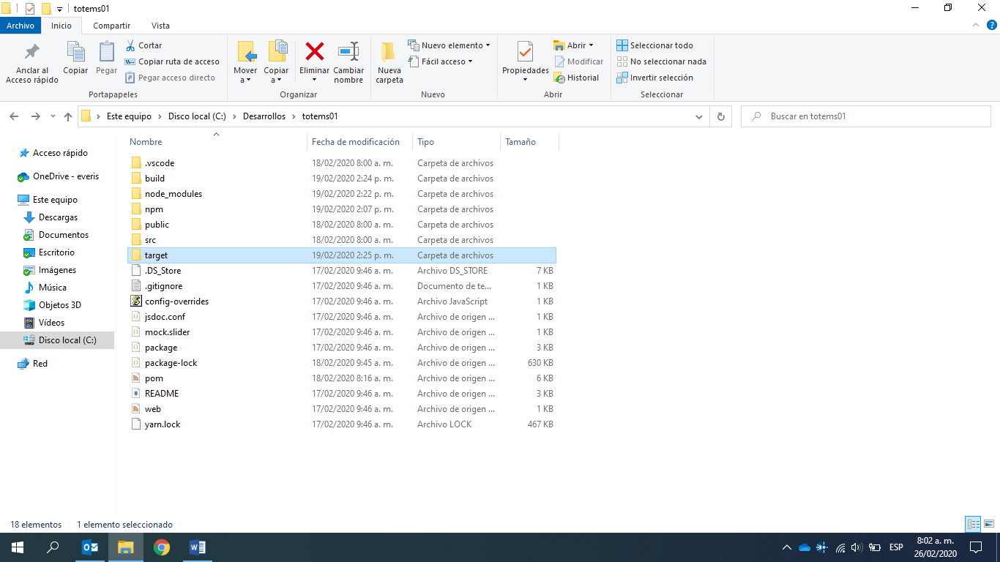 totems01
Archivo Inicio Compartir Vista
Anclar al Acceso rápido
Copiar
Pegar
Cortar
Copiar ruta de acceso
Pegar acceso directo
Portapapeles
Mover a
Copiar a
Eliminar
Cambiar nombre
Organizar
Nueva carpeta
Nuevo elemento
Fácil acceso
Nuevo
Propiedades
Abrir
Modificar
Historial
Abrir
Seleccionar todo
No seleccionar nada
Invertir selección
Seleccionar
Este equipo > Disco local (C:) > Desarrollos > totems01
Buscar en totems01
Acceso rápido
OneDrive - everis
Este equipo
Descargas
Documentos
Escritorio
Imágenes
Música
Objetos 3D
Vídeos
Disco local (C:)
Red
Nombre Fecha de modificación Tipo Tamaño
.vscode 18/02/2020 8:00 a. m. Carpeta de archivos
build 19/02/2020 2:24 p. m. Carpeta de archivos
node_modules 19/02/2020 2:22 p. m. Carpeta de archivos
npm 19/02/2020 2:07 p. m. Carpeta de archivos
public 18/02/2020 8:00 a. m. Carpeta de archivos
src 18/02/2020 8:00 a. m. Carpeta de archivos
target 19/02/2020 2:25 p. m. Carpeta de archivos
.DS_Store 17/02/2020 9:46 a. m. Archivo DS_STORE 7 KB
.gitignore 17/02/2020 9:46 a. m. Documento de te... 1 KB
config-overrides 17/02/2020 9:46 a. m. Archivo JavaScript 1 KB
jsdoc.conf 17/02/2020 9:46 a. m. Archivo de origen ... 1 KB
mock.slider 17/02/2020 9:46 a. m. Archivo de origen ... 1 KB
package 17/02/2020 9:46 a. m. Archivo de origen ... 3 KB
package-lock 18/02/2020 9:45 a. m. Archivo de origen ... 630 KB
pom 18/02/2020 8:16 a. m. Archivo de origen ... 6 KB
README 17/02/2020 9:46 a. m. Archivo de origen ... 3 KB
web 17/02/2020 9:46 a. m. Archivo de origen ... 1 KB
yarn.lock 17/02/2020 9:46 a. m. Archivo LOCK 467 KB
18 elementos 1 elemento seleccionado
ESP
8:02 a. m.
26/02/2020